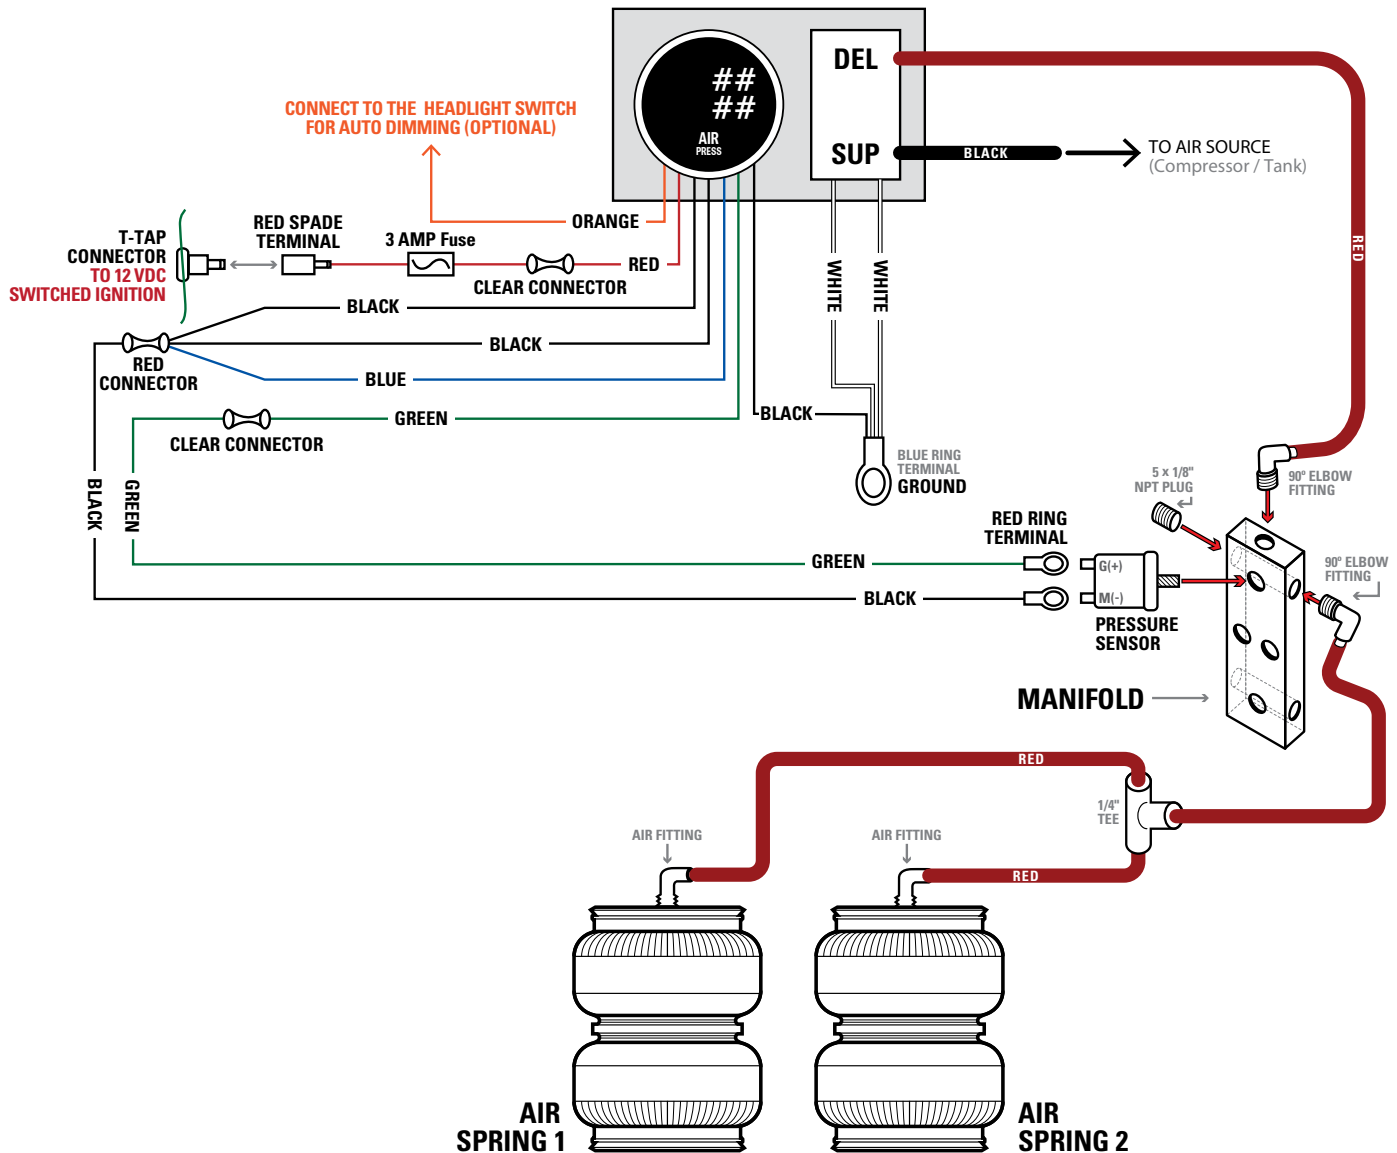 ##
##
AIR
PRESS
DEL
SUP
BLACK
TO AIR SOURCE
(Compressor / Tank)
CONNECT TO THE HEADLIGHT SWITCH
FOR AUTO DIMMING (OPTIONAL)
ORANGE
T-TAP
CONNECTOR
TO 12 VDC
SWITCHED IGNITION
RED SPADE
TERMINAL
3 AMP Fuse
CLEAR CONNECTOR
RED
WHITE
WHITE
RED
BLACK
BLACK
RED
CONNECTOR
BLUE
GREEN
CLEAR CONNECTOR
BLACK
BLUE RING
TERMINAL
GROUND
BLACK
GREEN
5 x 1/8"
NPT PLUG
90º ELBOW
FITTING
RED RING
TERMINAL
GREEN
G(+)
M(-)
BLACK
PRESSURE
SENSOR
90º ELBOW
FITTING
MANIFOLD
RED
1/4"
TEE
AIR FITTING
AIR FITTING
RED
AIR
SPRING 1
AIR
SPRING 2